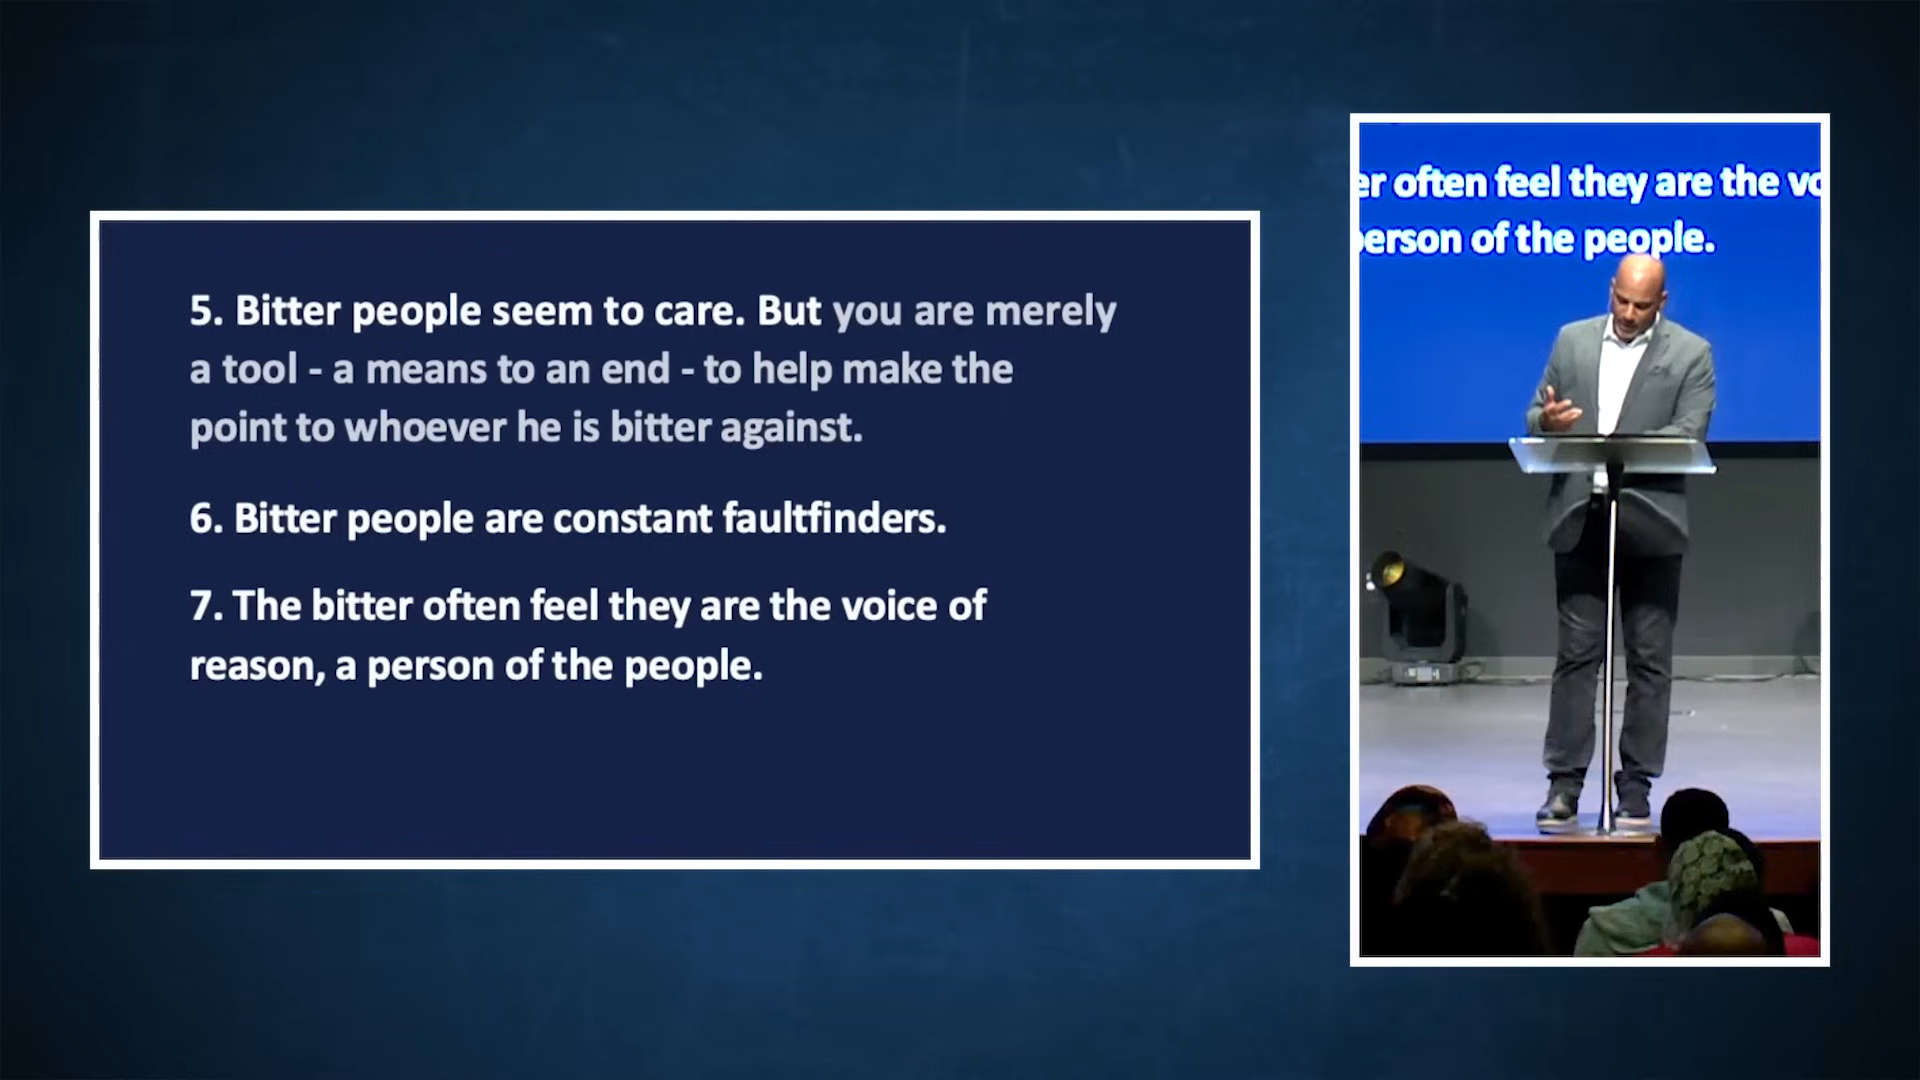 5. Bitter people seem to care. But you are merely
a tool - a means to an end - to help make the
point to whoever he is bitter against.
6. Bitter people are constant faultfinders.
7. The bitter often feel they are the voice of
reason, a person of the people.
er often feel they are the vo
person of the people.